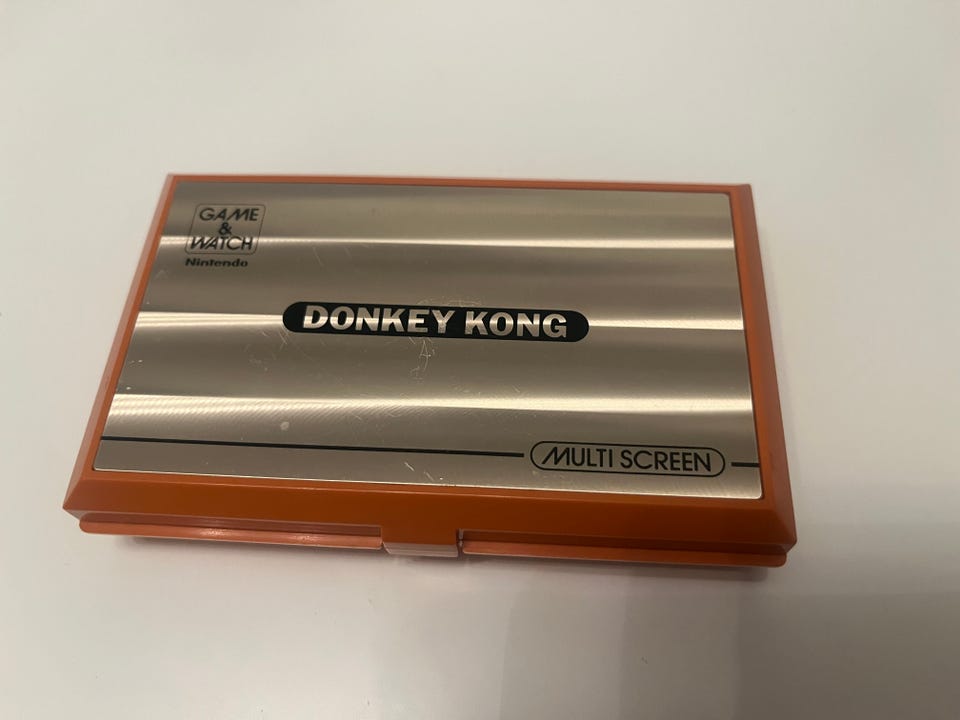 GAME
&
WATCH
Nintendo
DONKEY KONG
MULTI SCREEN